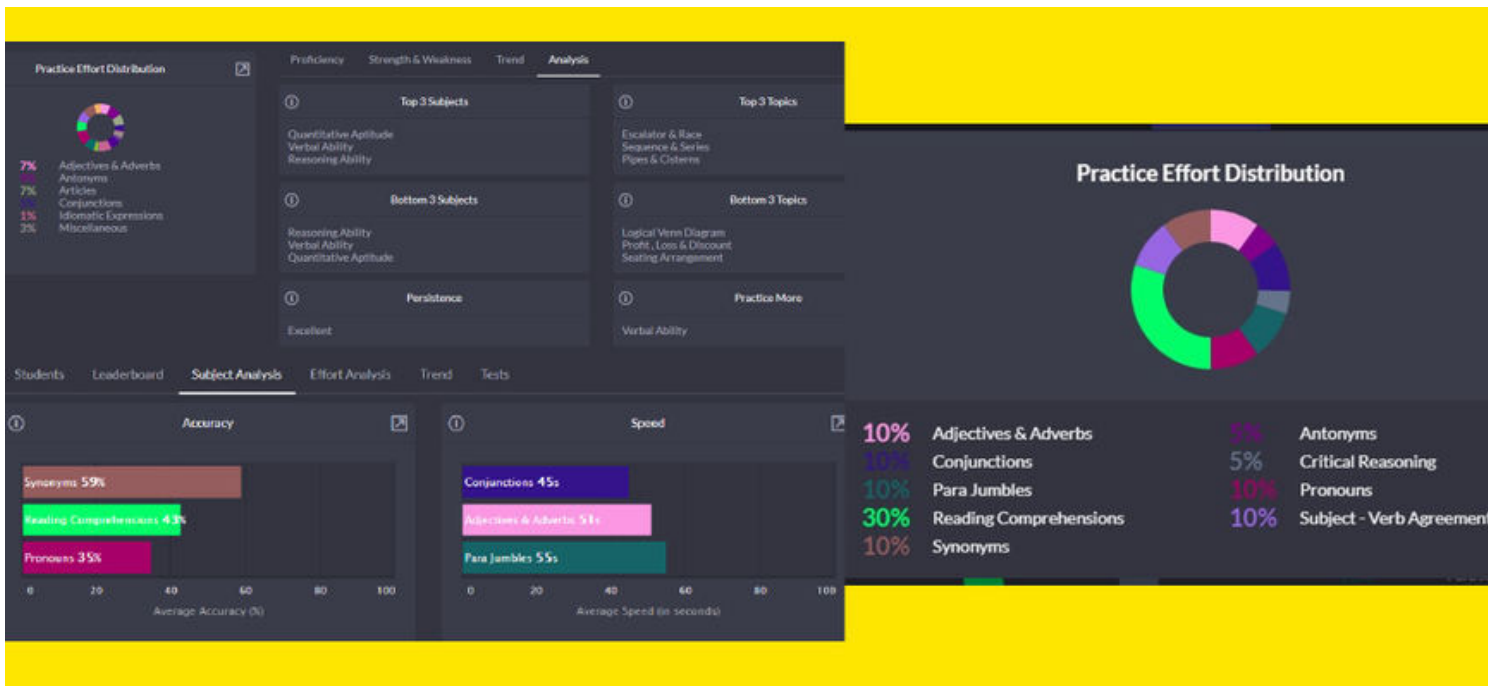 Practice Effort Distribution
7% Adjectives & Adverbs
Antonyms
7% Articles
Conjunctions
1% Idiomatic Expressions
Miscellaneous
Proficiency Strength & Weakness Trend Analysis
Top 3 Subjects
Quantitative Aptitude
Verbal Ability
Reasoning Ability
Top 3 Topics
Escalator & Race
Sequence & Series
Pipes & Cisterns
Bottom 3 Subjects
Reasoning Ability
Verbal Ability
Quantitative Aptitude
Bottom 3 Topics
Logical Venn Diagram
Profit , Loss & Discount
Seating Arrangement
Persistence
Excellent
Practice More
Verbal Ability
Students Leaderboard Subject Analysis Effort Analysis Trend Tests
Accuracy
Synonyms 59%
Reading Comprehensions 43%
Pronouns 35%
0 20 40 60 80 100
Average Accuracy (%)
Speed
Conjunctions 45s
Adjectives & Adverbs 51s
Para Jumbles 55s
0 20 40 60 80 100
Average Speed (in seconds)
Practice Effort Distribution
10% Adjectives & Adverbs
10% Conjunctions
10% Para Jumbles
30% Reading Comprehensions
10% Synonyms
5% Antonyms
5% Critical Reasoning
10% Pronouns
10% Subject - Verb Agreement